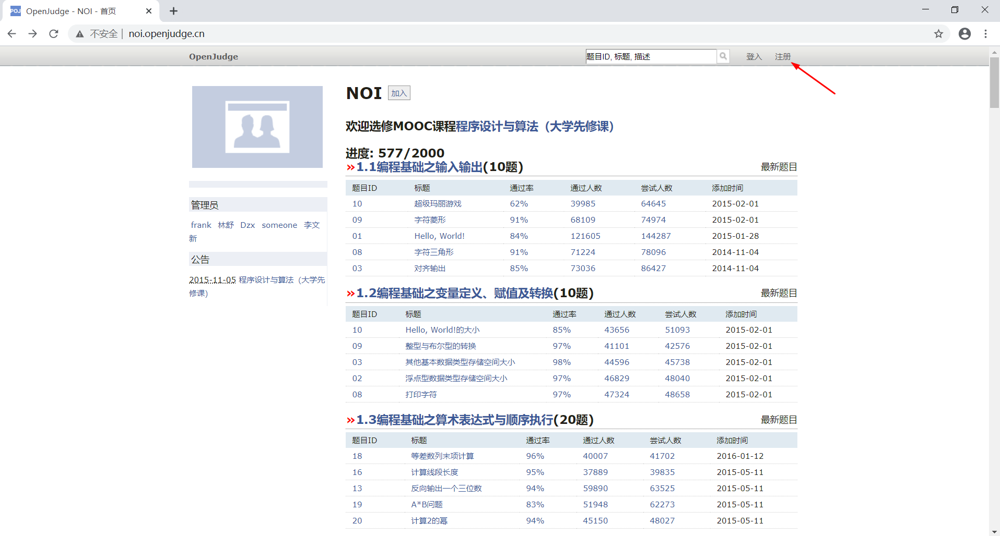 POJ OpenJudge - NOI - 首页
不安全 noi.openjudge.cn
OpenJudge 题目ID, 标题, 描述 登入 注册
NOI 加入
欢迎选修MOOC课程程序设计与算法（大学先修课）
进度: 577/2000
管理员
frank 林舒 Dzx someone 李文
新
公告
2015-11-05 程序设计与算法（大学先
修课）
»1.1编程基础之输入输出(10题) 最新题目
题目ID 标题 通过率 通过人数 尝试人数 添加时间
10 超级玛丽游戏 62% 39985 64645 2015-02-01
09 字符菱形 91% 68109 74974 2015-02-01
01 Hello, World! 84% 121605 144287 2015-01-28
08 字符三角形 91% 71224 78096 2014-11-04
03 对齐输出 85% 73036 86427 2014-11-04
»1.2编程基础之变量定义、赋值及转换(10题) 最新题目
题目ID 标题 通过率 通过人数 尝试人数 添加时间
10 Hello, World!的大小 85% 43656 51093 2015-02-01
09 整型与布尔型的转换 97% 41101 42576 2015-02-01
03 其他基本数据类型存储空间大小 98% 44596 45738 2015-02-01
02 浮点型数据类型存储空间大小 97% 46829 48040 2015-02-01
08 打印字符 97% 47324 48658 2015-02-01
»1.3编程基础之算术表达式与顺序执行(20题) 最新题目
题目ID 标题 通过率 通过人数 尝试人数 添加时间
18 等差数列末项计算 96% 40007 41702 2016-01-12
16 计算线段长度 95% 37889 39835 2015-05-11
13 反向输出一个三位数 94% 59890 63525 2015-05-11
19 A*B问题 83% 51948 62273 2015-05-11
20 计算2的幂 94% 45150 48027 2015-05-11